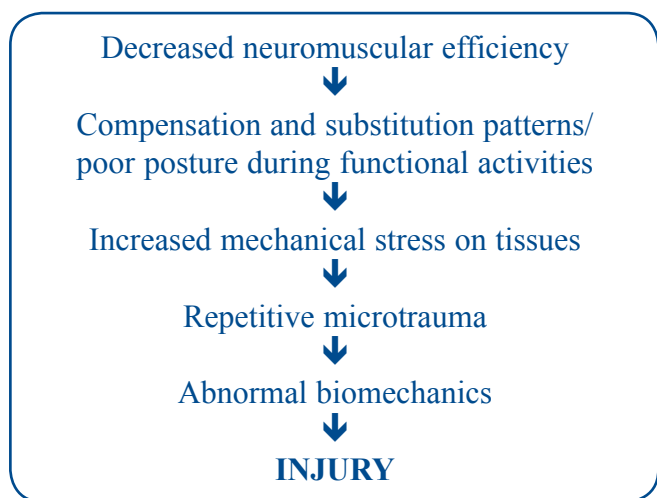 Decreased neuromuscular efficiency
Compensation and substitution patterns/
poor posture during functional activities
Increased mechanical stress on tissues
Repetitive microtrauma
Abnormal biomechanics
INJURY